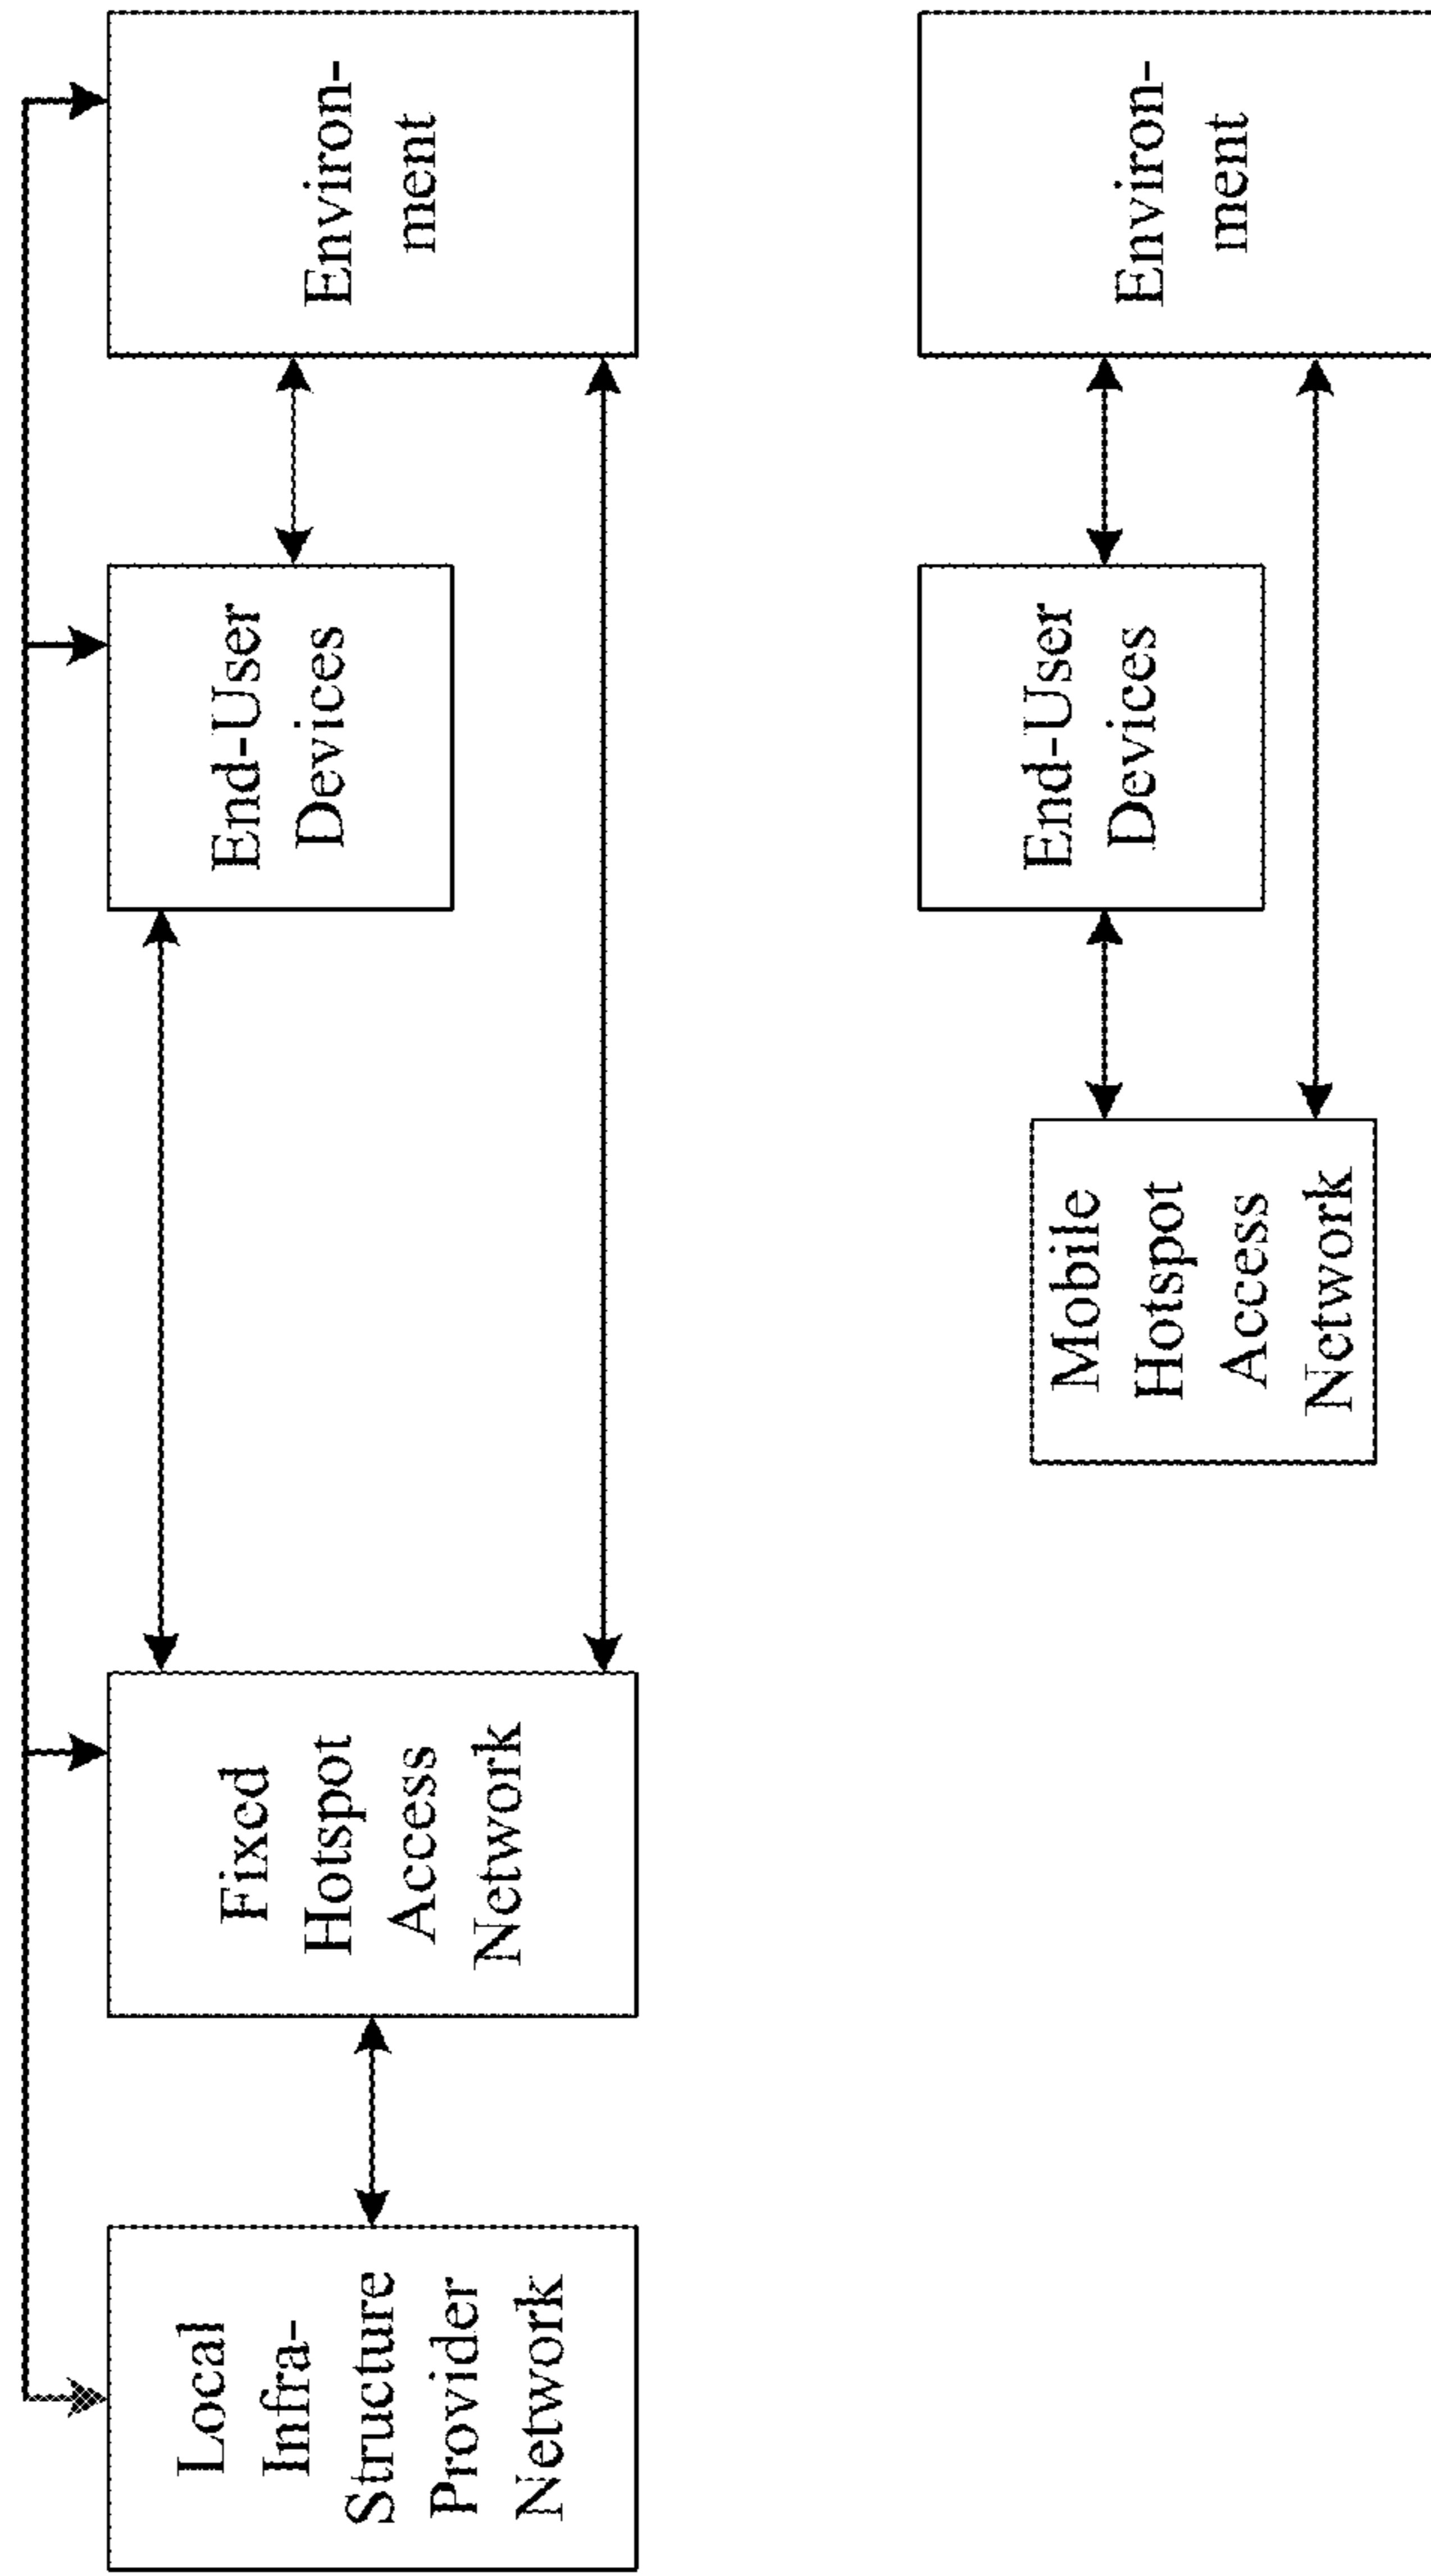 Local
Infra-
Structure
Provider
Network
Fixed
Hotspot
Access
Network
End-User
Devices
Environ-
ment
Mobile
Hotspot
Access
Network
End-User
Devices
Environ-
ment